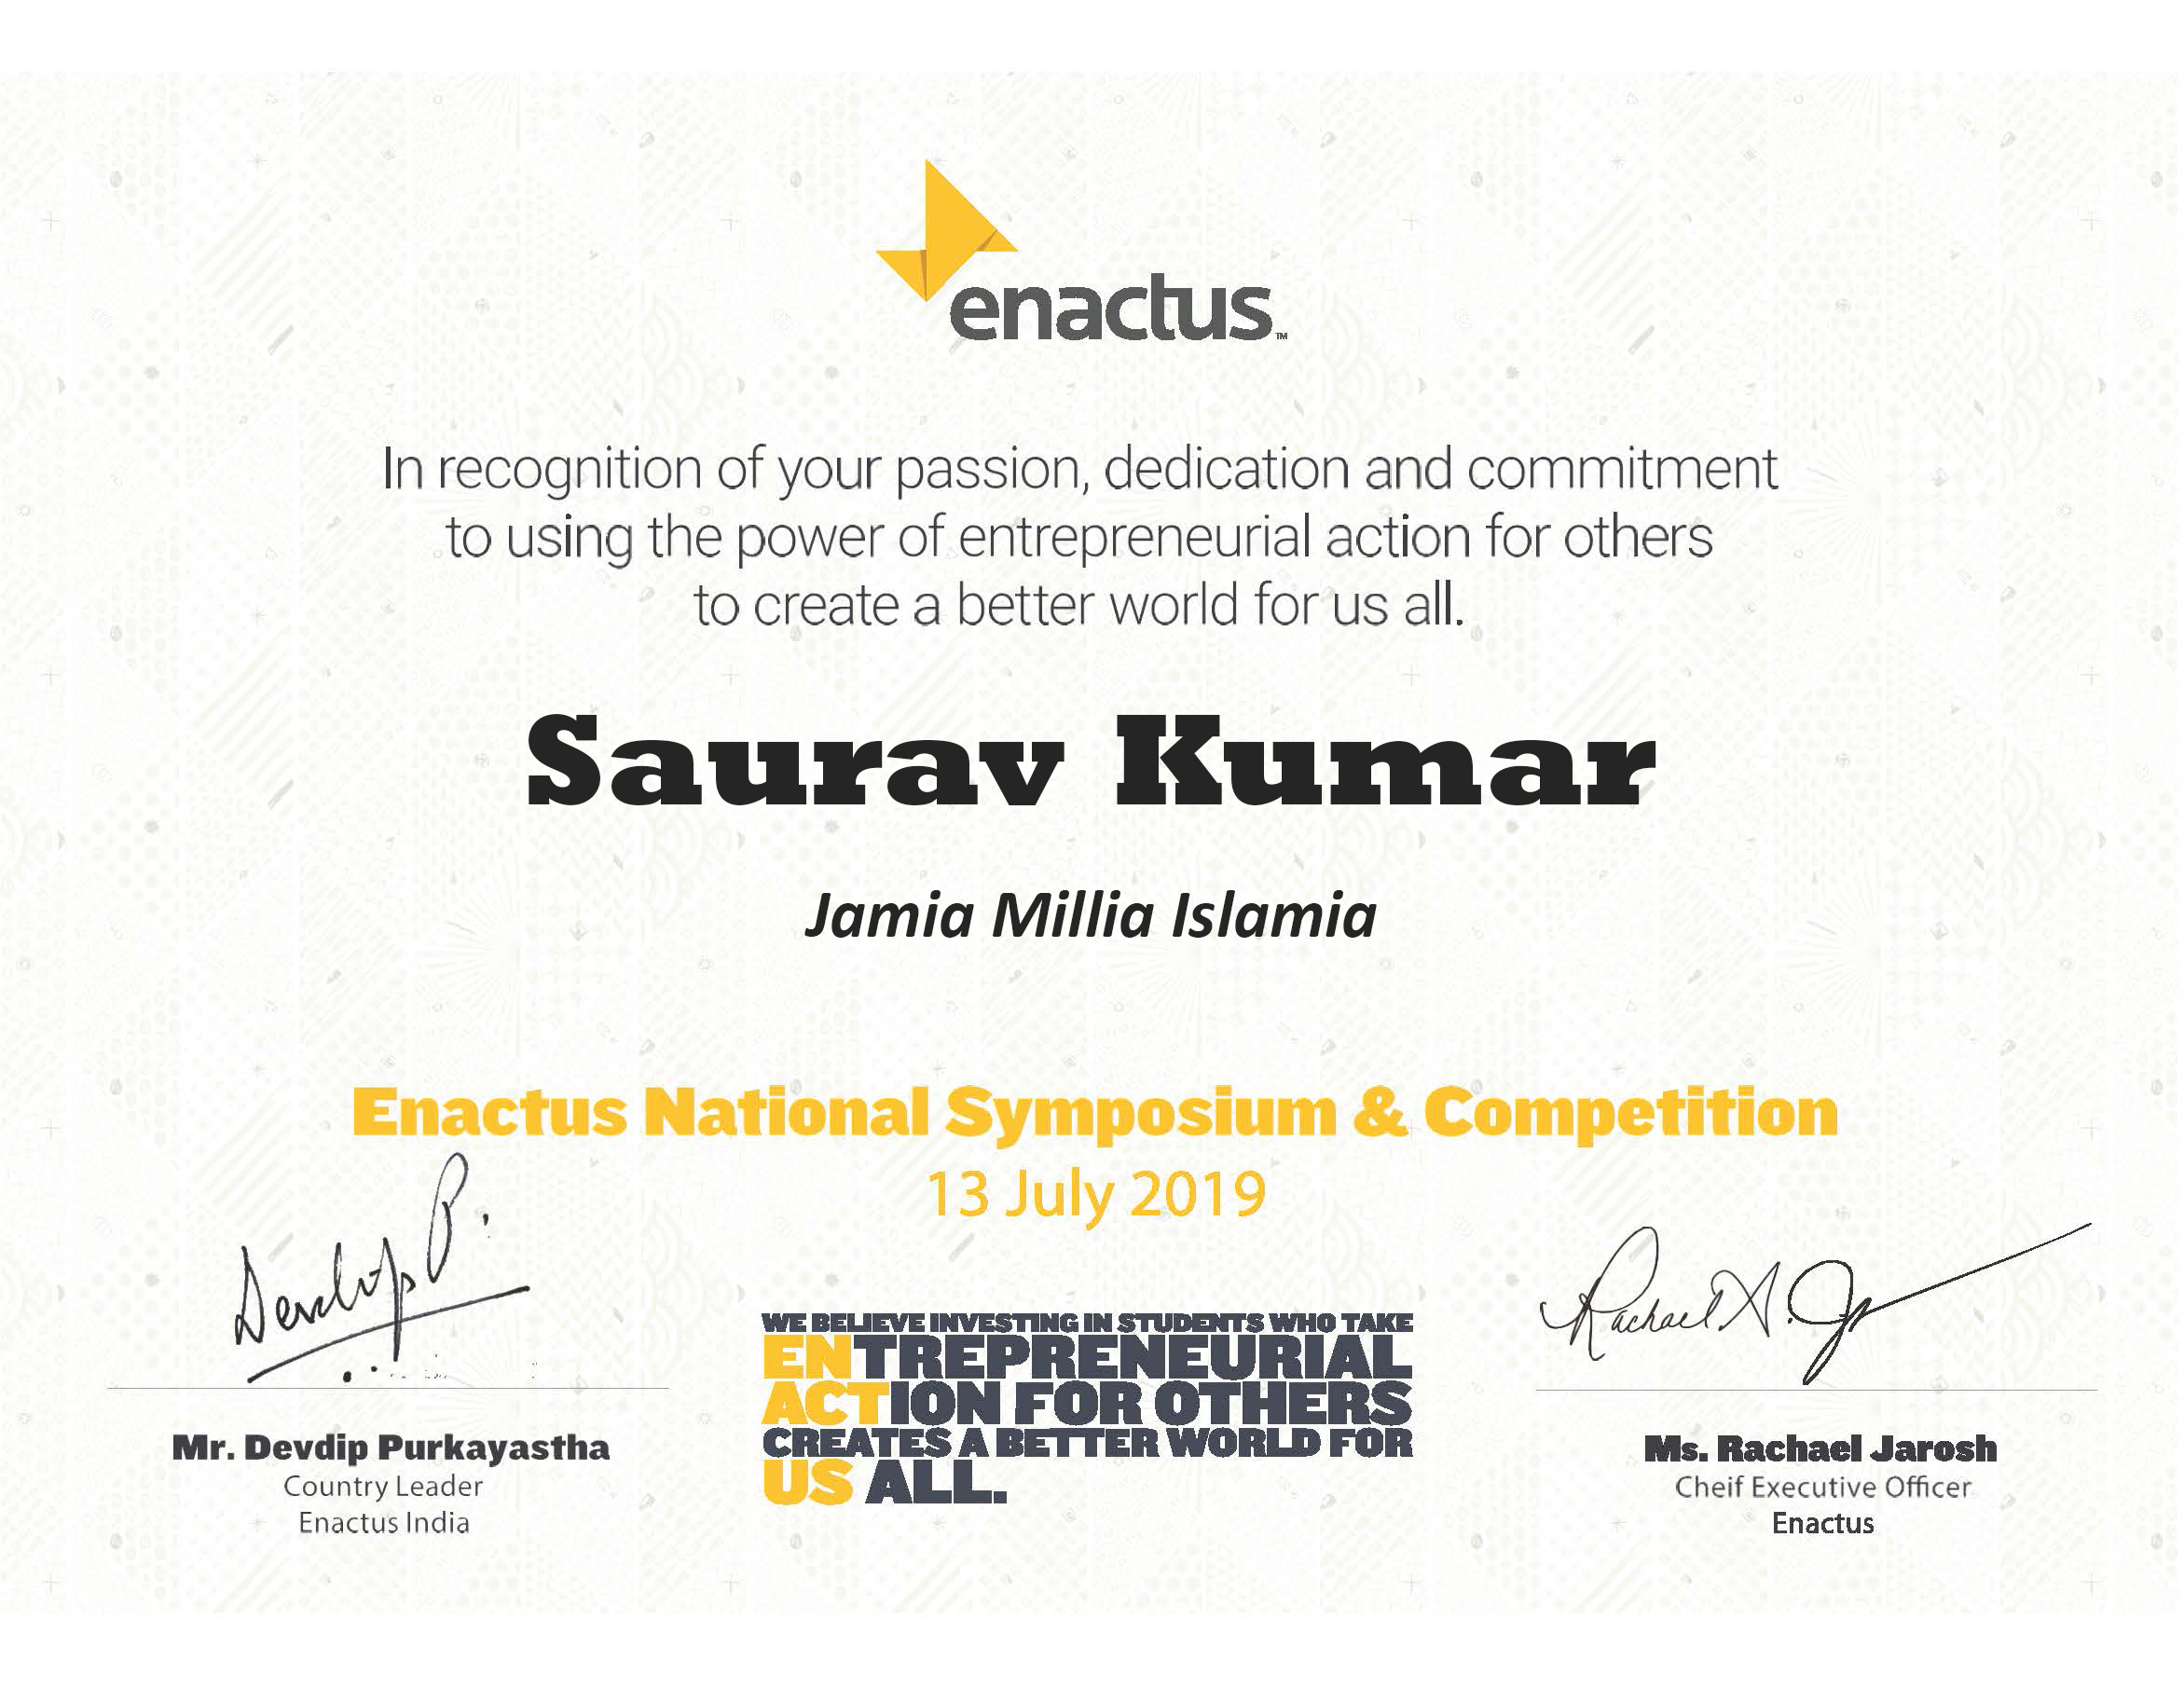 enactus™
In recognition of your passion, dedication and commitment
to using the power of entrepreneurial action for others
to create a better world for us all.
Saurav Kumar
Jamia Millia Islamia
Enactus National Symposium & Competition
13 July 2019
Devdip P.
Rachael A. J
WE BELIEVE INVESTING IN STUDENTS WHO TAKE
ENTREPRENEURIAL
ACTION FOR OTHERS
CREATES A BETTER WORLD FOR
US ALL.
Mr. Devdip Purkayastha
Country Leader
Enactus India
Ms. Rachael Jarosh
Cheif Executive Officer
Enactus